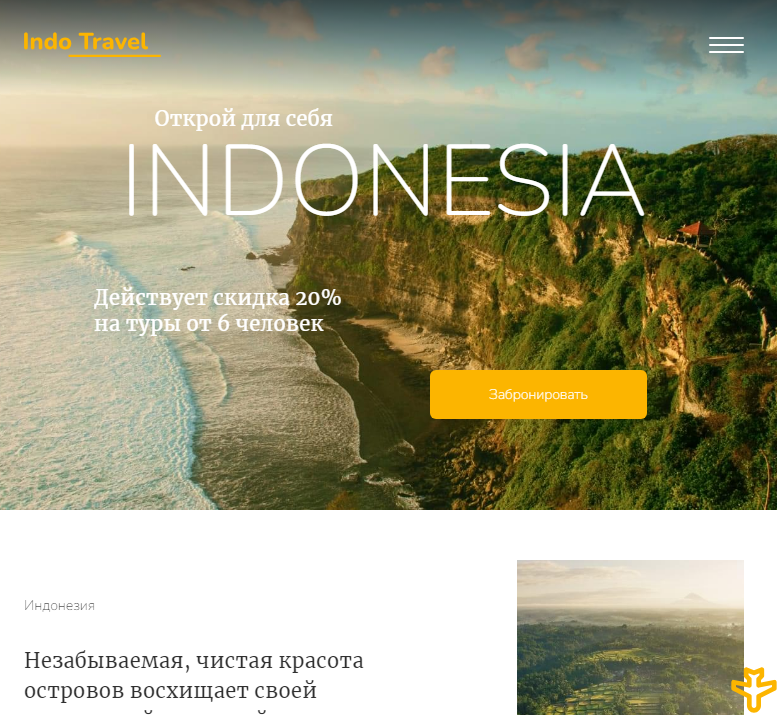 Indo Travel
Открой для себя
INDONESIA
Действует скидка 20%
на туры от 6 человек
Забронировать
Индонезия
Незабываемая, чистая красота
островов восхищает своей